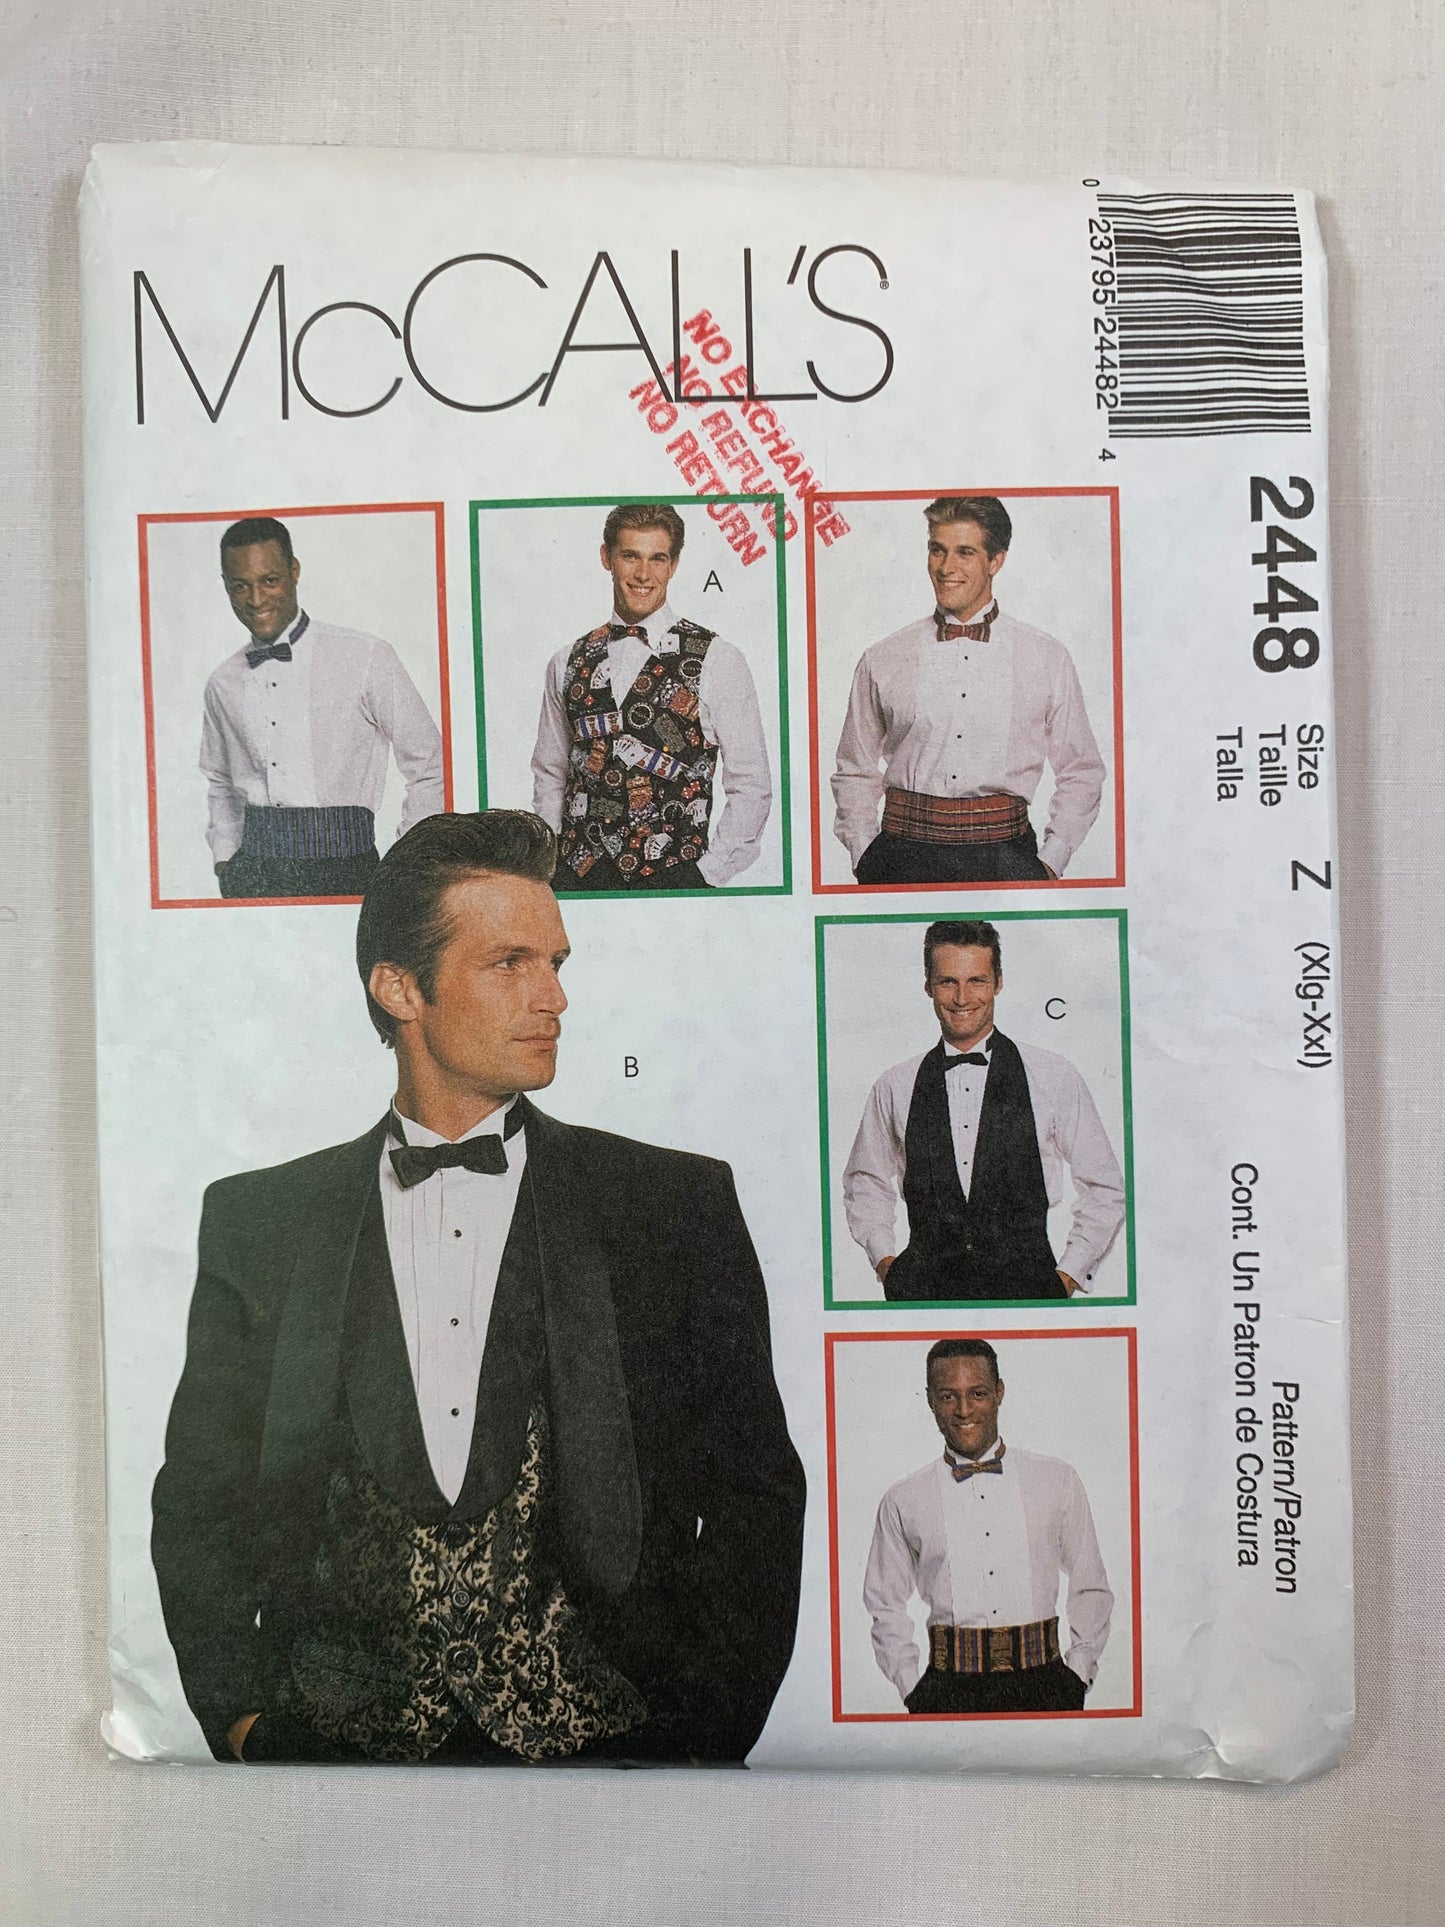 McCALL'S®
NO EXCHANGE
NO REFUND
NO RETURN
0 23795 24482 4
2448
Size
Taille
Talla
Z (Xlg-Xxl)
Pattern/Patron
Cont. Un Patron de Costura
A
B
C